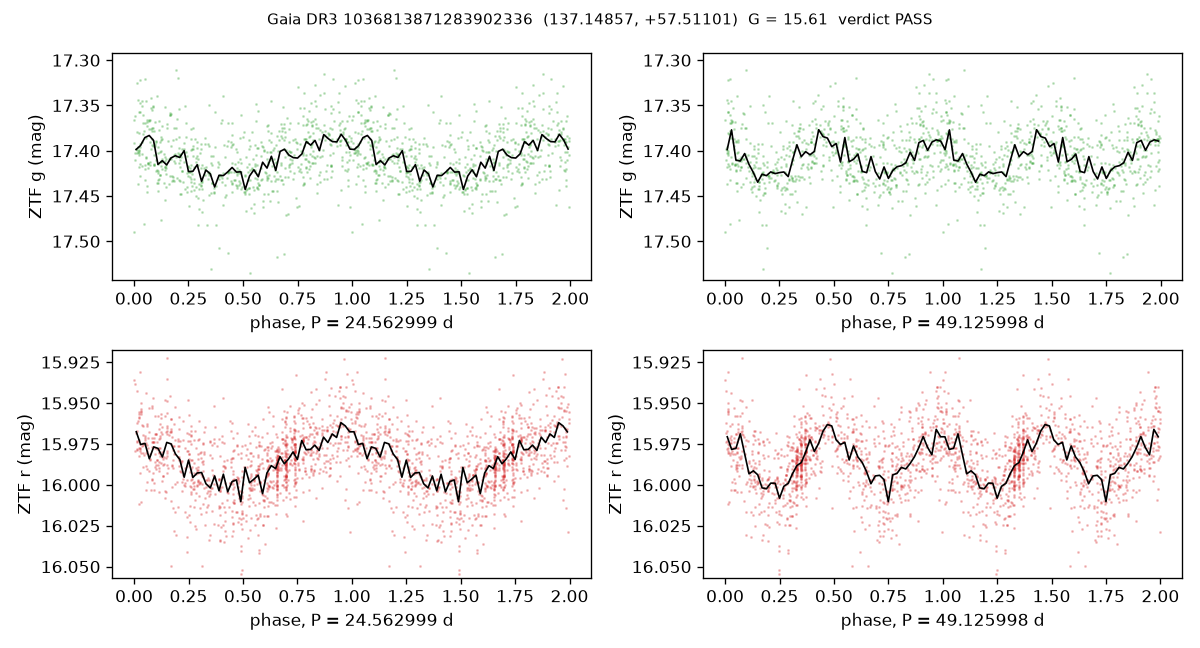 Gaia DR3 1036813871283902336  (137.14857, +57.51101)  G = 15.61  verdict PASS
17.30
17.35
17.40
17.45
17.50
ZTF g (mag)
0.00 0.25 0.50 0.75 1.00 1.25 1.50 1.75 2.00
phase, P = 24.562999 d
17.30
17.35
17.40
17.45
17.50
ZTF g (mag)
0.00 0.25 0.50 0.75 1.00 1.25 1.50 1.75 2.00
phase, P = 49.125998 d
15.925
15.950
15.975
16.000
16.025
16.050
ZTF r (mag)
0.00 0.25 0.50 0.75 1.00 1.25 1.50 1.75 2.00
phase, P = 24.562999 d
15.925
15.950
15.975
16.000
16.025
16.050
ZTF r (mag)
0.00 0.25 0.50 0.75 1.00 1.25 1.50 1.75 2.00
phase, P = 49.125998 d